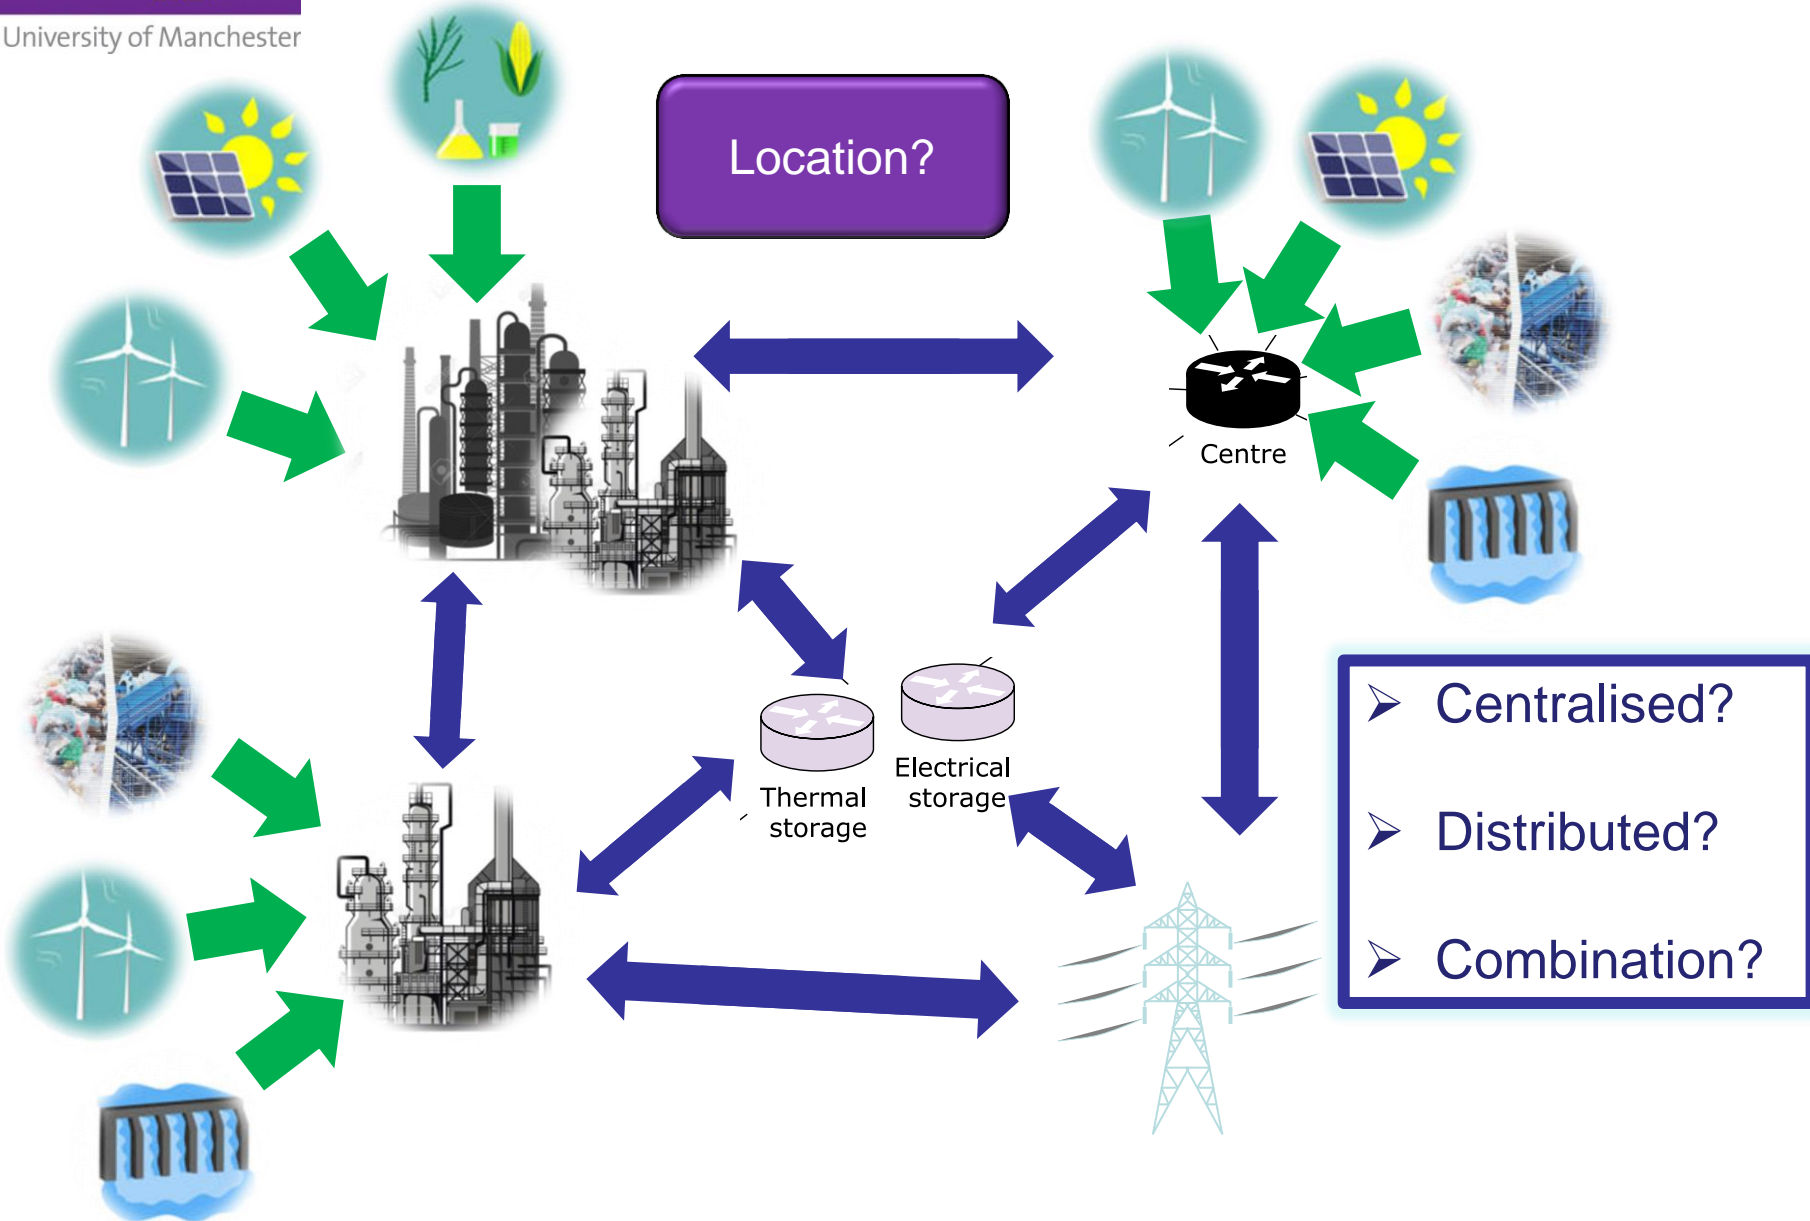 University of Manchester
Location?
Centre
Electrical
storage
Thermal
storage
➢ Centralised?
➢ Distributed?
➢ Combination?